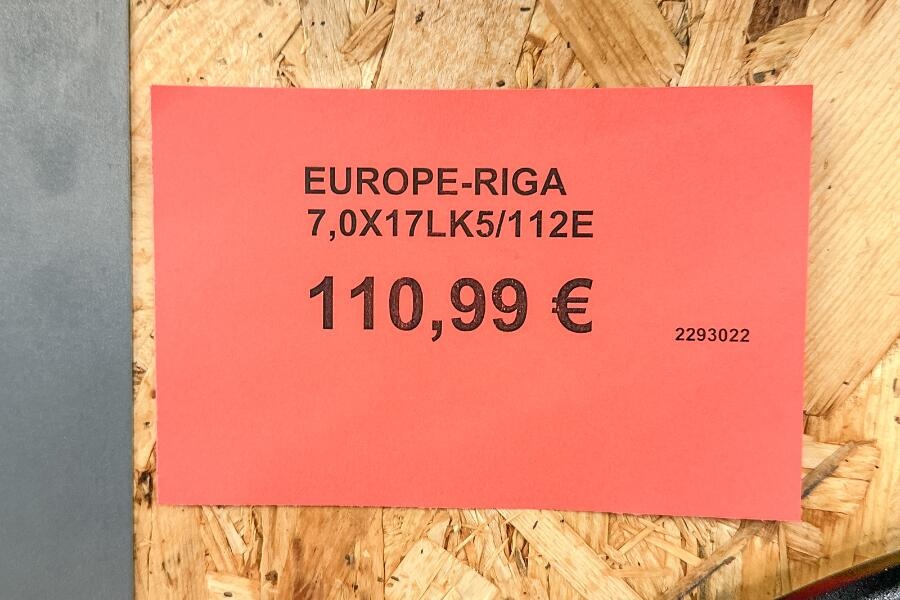 EUROPE-RIGA
7,0X17LK5/112E
110,99 €
2293022